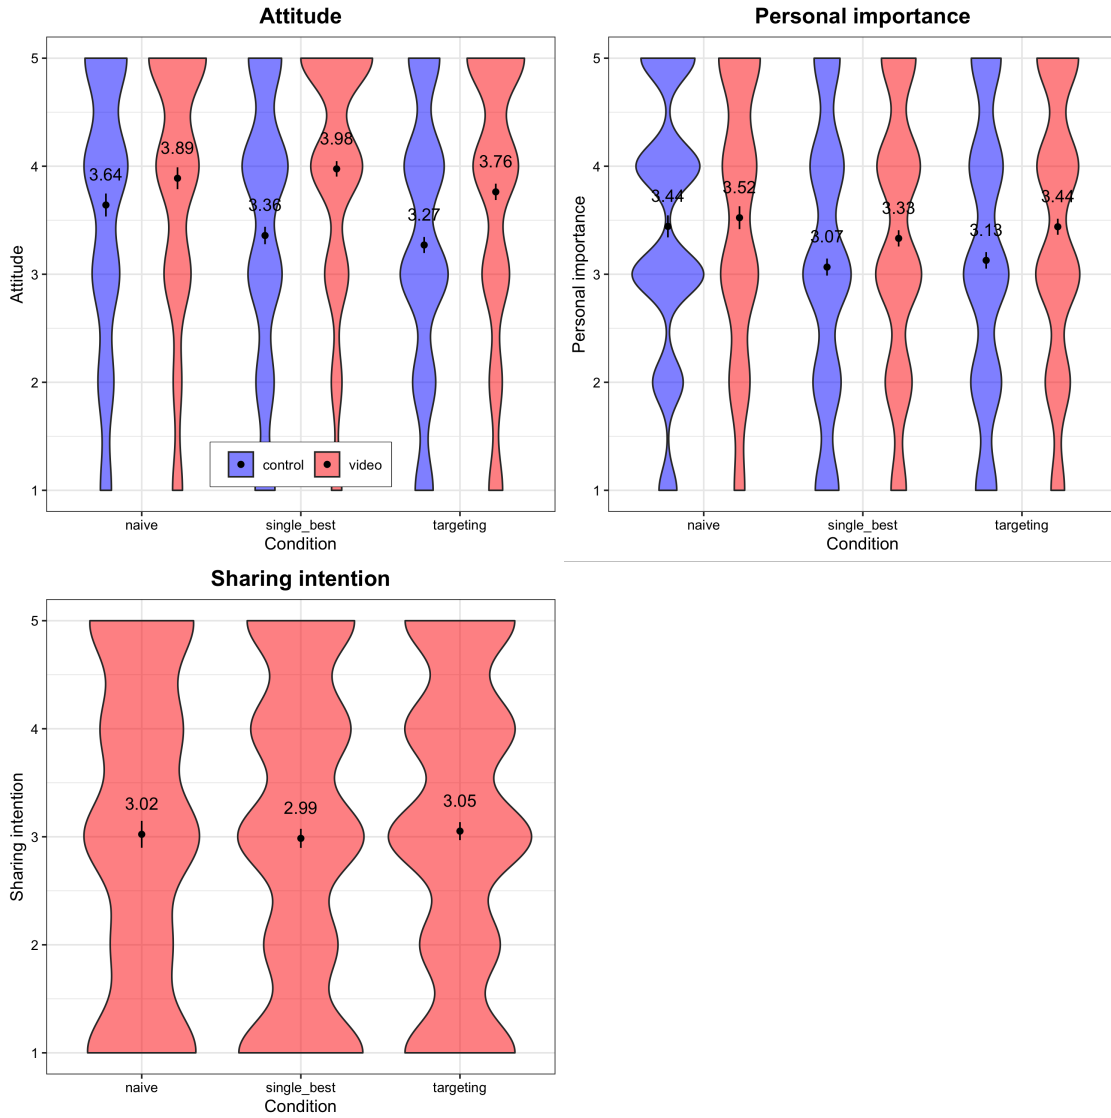 Attitude
5
4
3
2
1
Attitude
3.64
3.89
3.36
3.98
3.27
3.76
control
video
naive
single_best
targeting
Condition
Personal importance
5
4
3
2
1
Personal importance
3.44
3.52
3.07
3.33
3.13
3.44
naive
single_best
targeting
Condition
Sharing intention
5
4
3
2
1
Sharing intention
3.02
2.99
3.05
naive
single_best
targeting
Condition